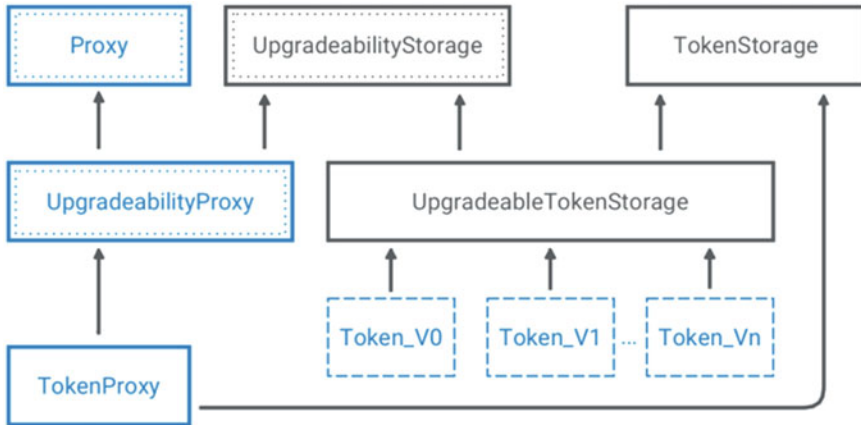 Proxy
UpgradeabilityStorage
TokenStorage
UpgradeabilityProxy
UpgradeableTokenStorage
Token_V0
Token_V1
...
Token_Vn
TokenProxy